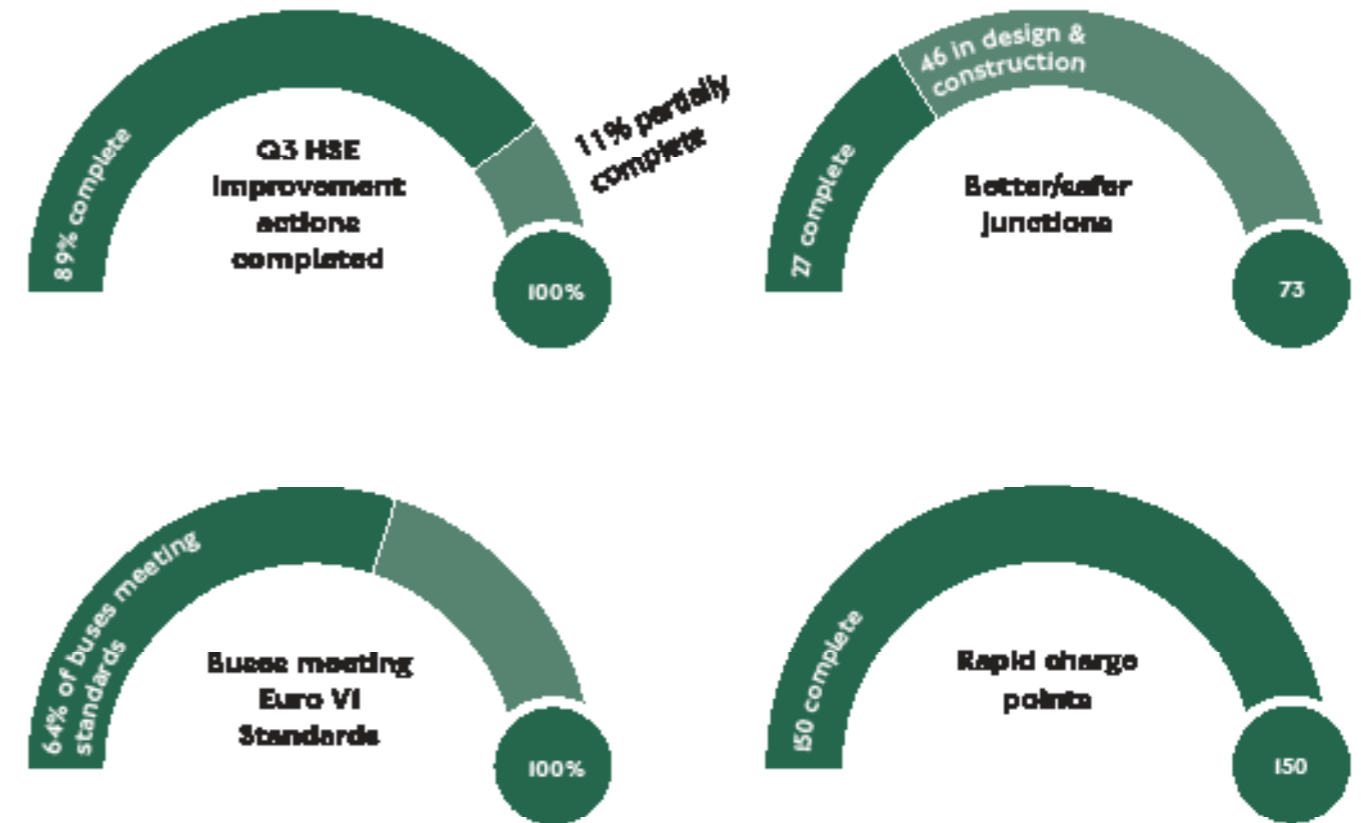 89% complete
Q3 HSE
improvement
actions
completed
11% partially
complete
100%
27 complete
46 in design &
construction
Better/safer
junctions
73
64% of buses meeting
standards
Buses meeting
Euro VI
Standards
100%
150 complete
Rapid charge
points
150